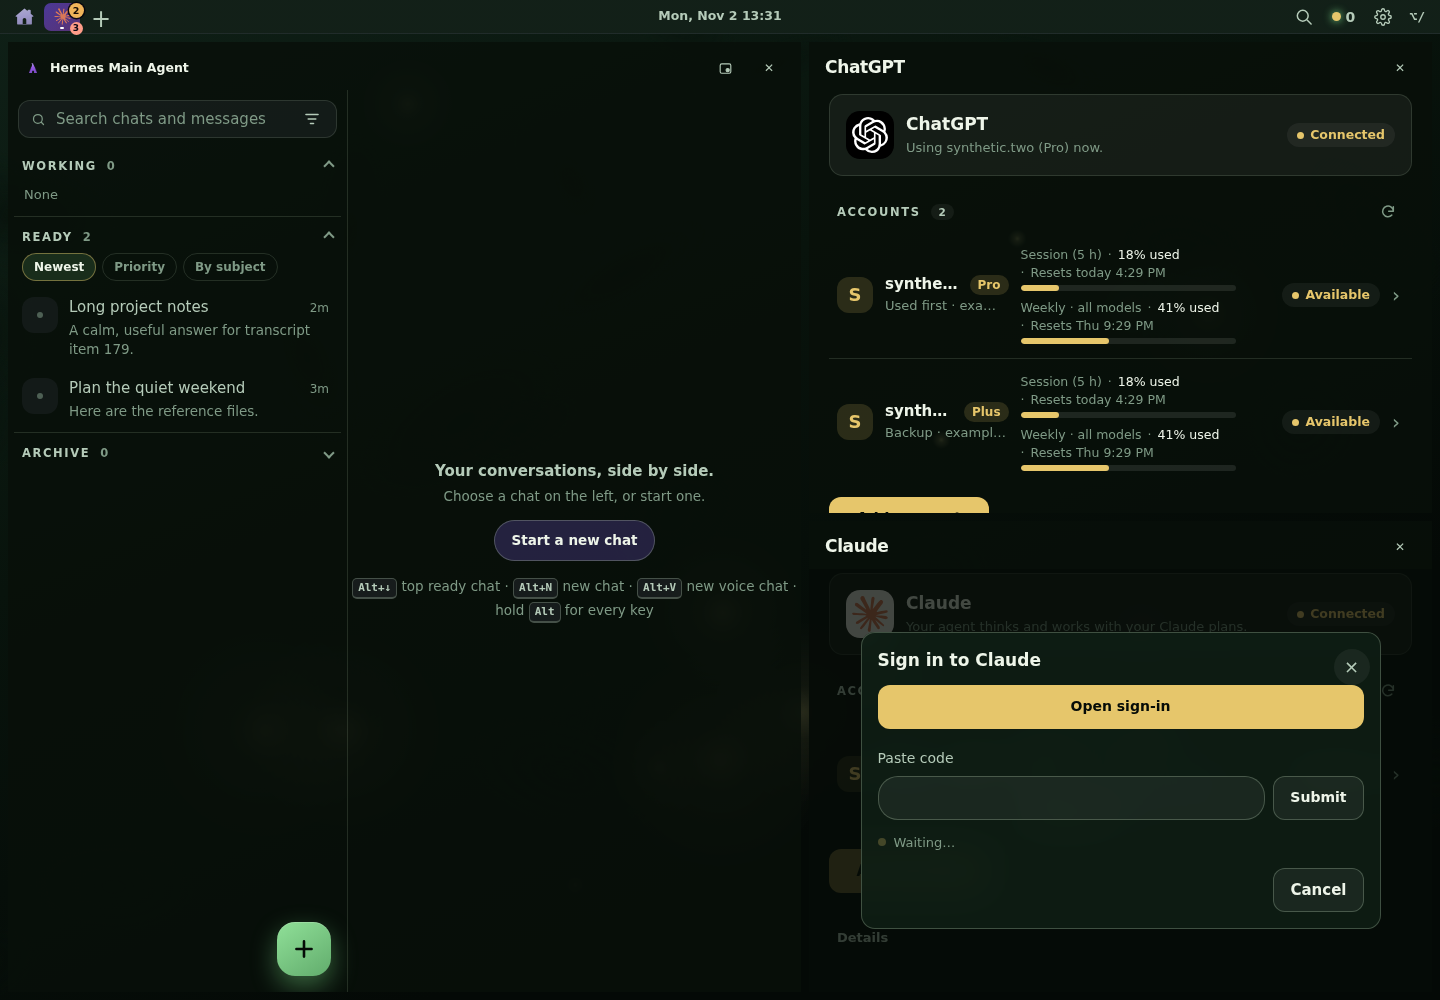 2
3
Mon, Nov 2 13:31
0
⌥/
Hermes Main Agent
Search chats and messages
WORKING 0
None
READY 2
Newest Priority By subject
Long project notes 2m
A calm, useful answer for transcript
item 179.
Plan the quiet weekend 3m
Here are the reference files.
ARCHIVE 0
Your conversations, side by side.
Choose a chat on the left, or start one.
Start a new chat
Alt+↓ top ready chat · Alt+N new chat · Alt+V new voice chat ·
hold Alt for every key
ChatGPT
ChatGPT
Using synthetic.two (Pro) now.
Connected
ACCOUNTS 2
S
synthe… Pro
Used first · exa…
Session (5 h) · 18% used
· Resets today 4:29 PM
Weekly · all models · 41% used
· Resets Thu 9:29 PM
Available
S
synth… Plus
Backup · exampl…
Session (5 h) · 18% used
· Resets today 4:29 PM
Weekly · all models · 41% used
· Resets Thu 9:29 PM
Available
Claude
Claude
Your agent thinks and works with your Claude plans.
Connected
Sign in to Claude
Open sign-in
Paste code
Submit
Waiting…
Cancel
Details